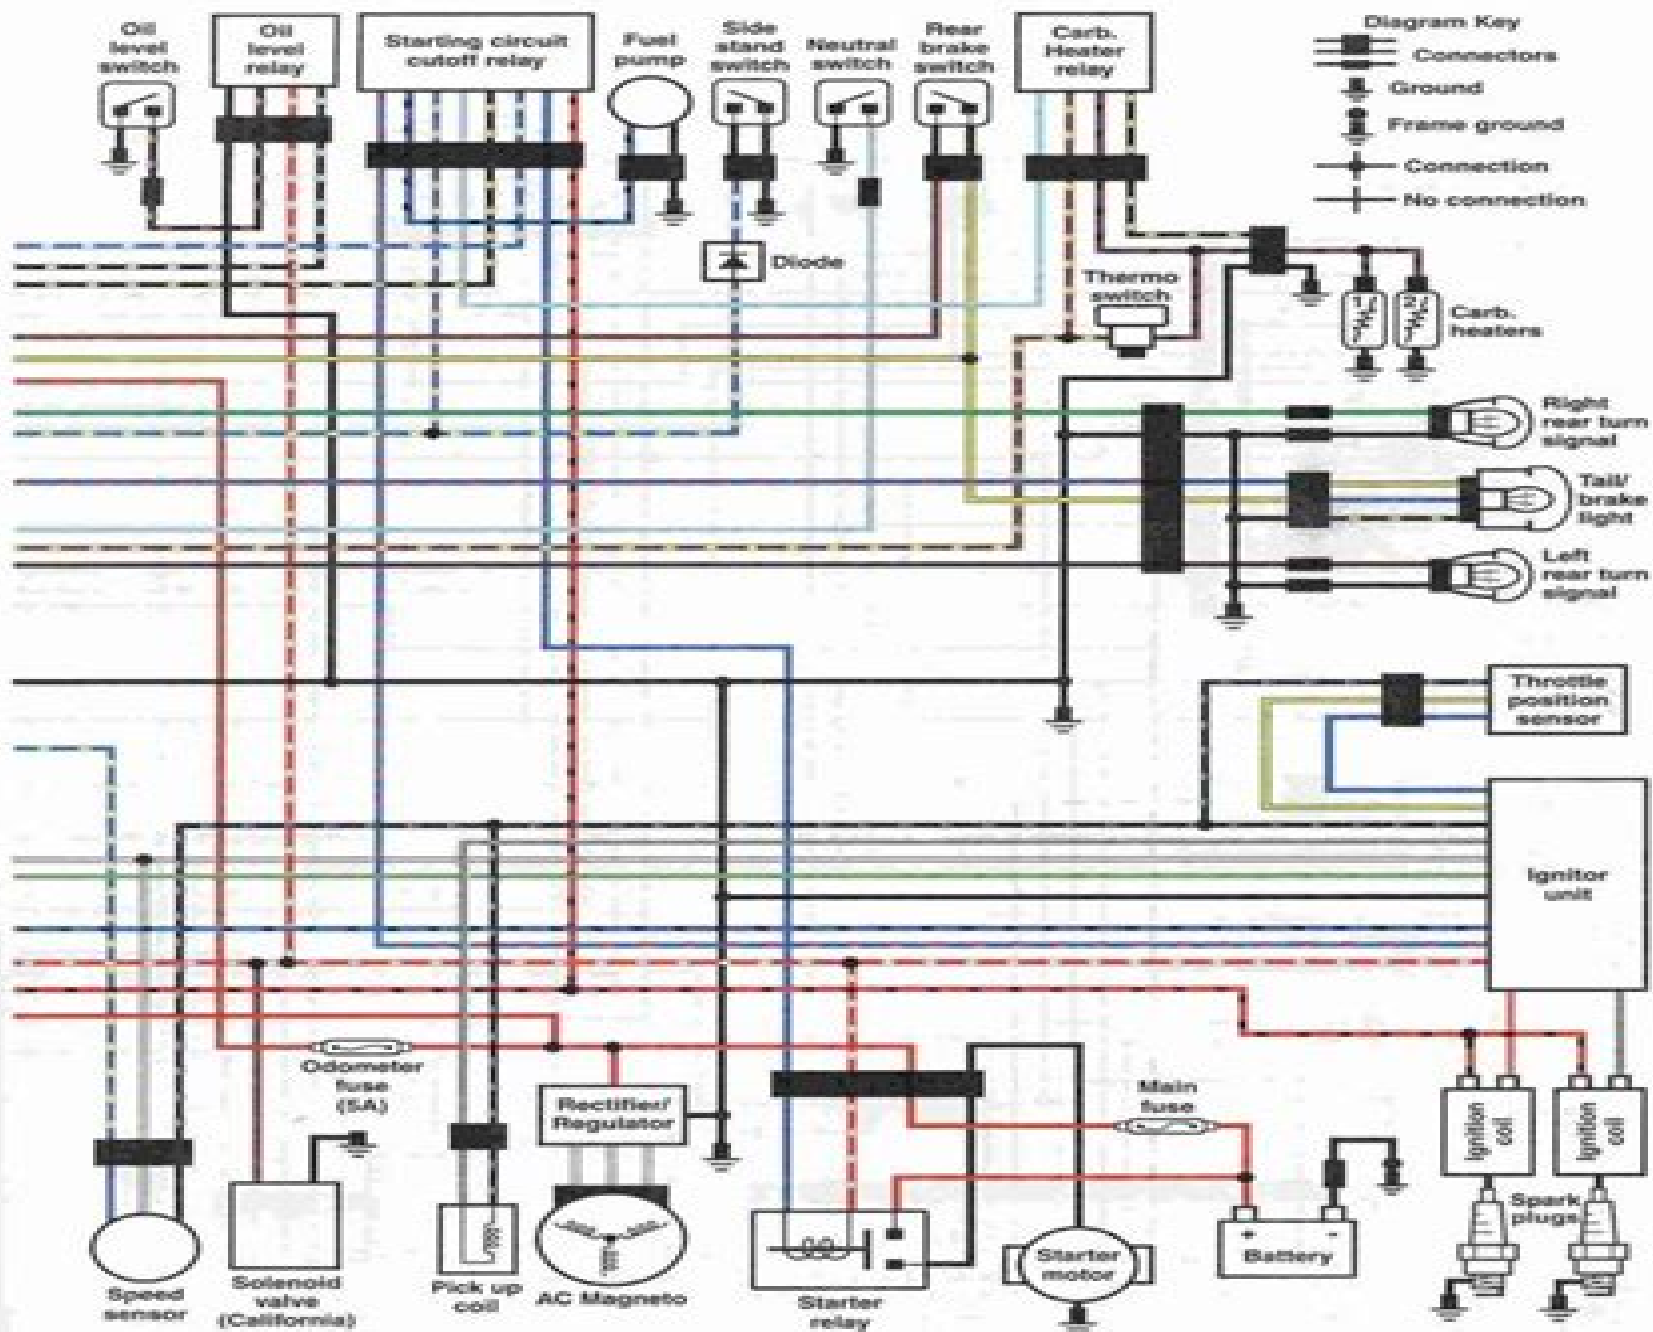 Oil
level
switch
Oil
level
relay
Starting circuit
cutoff relay
Fuel
pump
Side
stand
switch
Neutral
switch
Rear
brake
switch
Carb.
Heater
relay
Diagram Key
Connectors
Ground
Frame ground
Connection
No connection
Diode
Thermo
switch
1
2
Carb.
heaters
Right
rear turn
signal
Tail/
brake
light
Left
rear turn
signal
Throttle
position
sensor
Ignitor
unit
Odometer
fuse
(5A)
Rectifier/
Regulator
Main
fuse
Ignition
coil
Ignition
coil
Spark
plugs
+ -
Battery
Starter
motor
Speed
sensor
Solenoid
valve
(California)
Pick up
coil
AC Magneto
Starter
relay